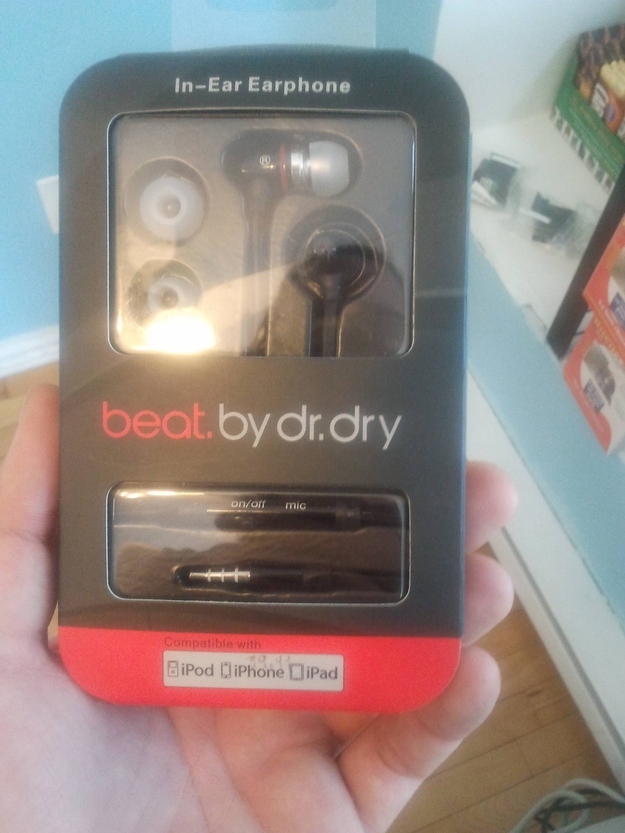 In-Ear Earphone
®
beat.by dr.dry
on/off mic
Compatible with
iPod iPhone iPad